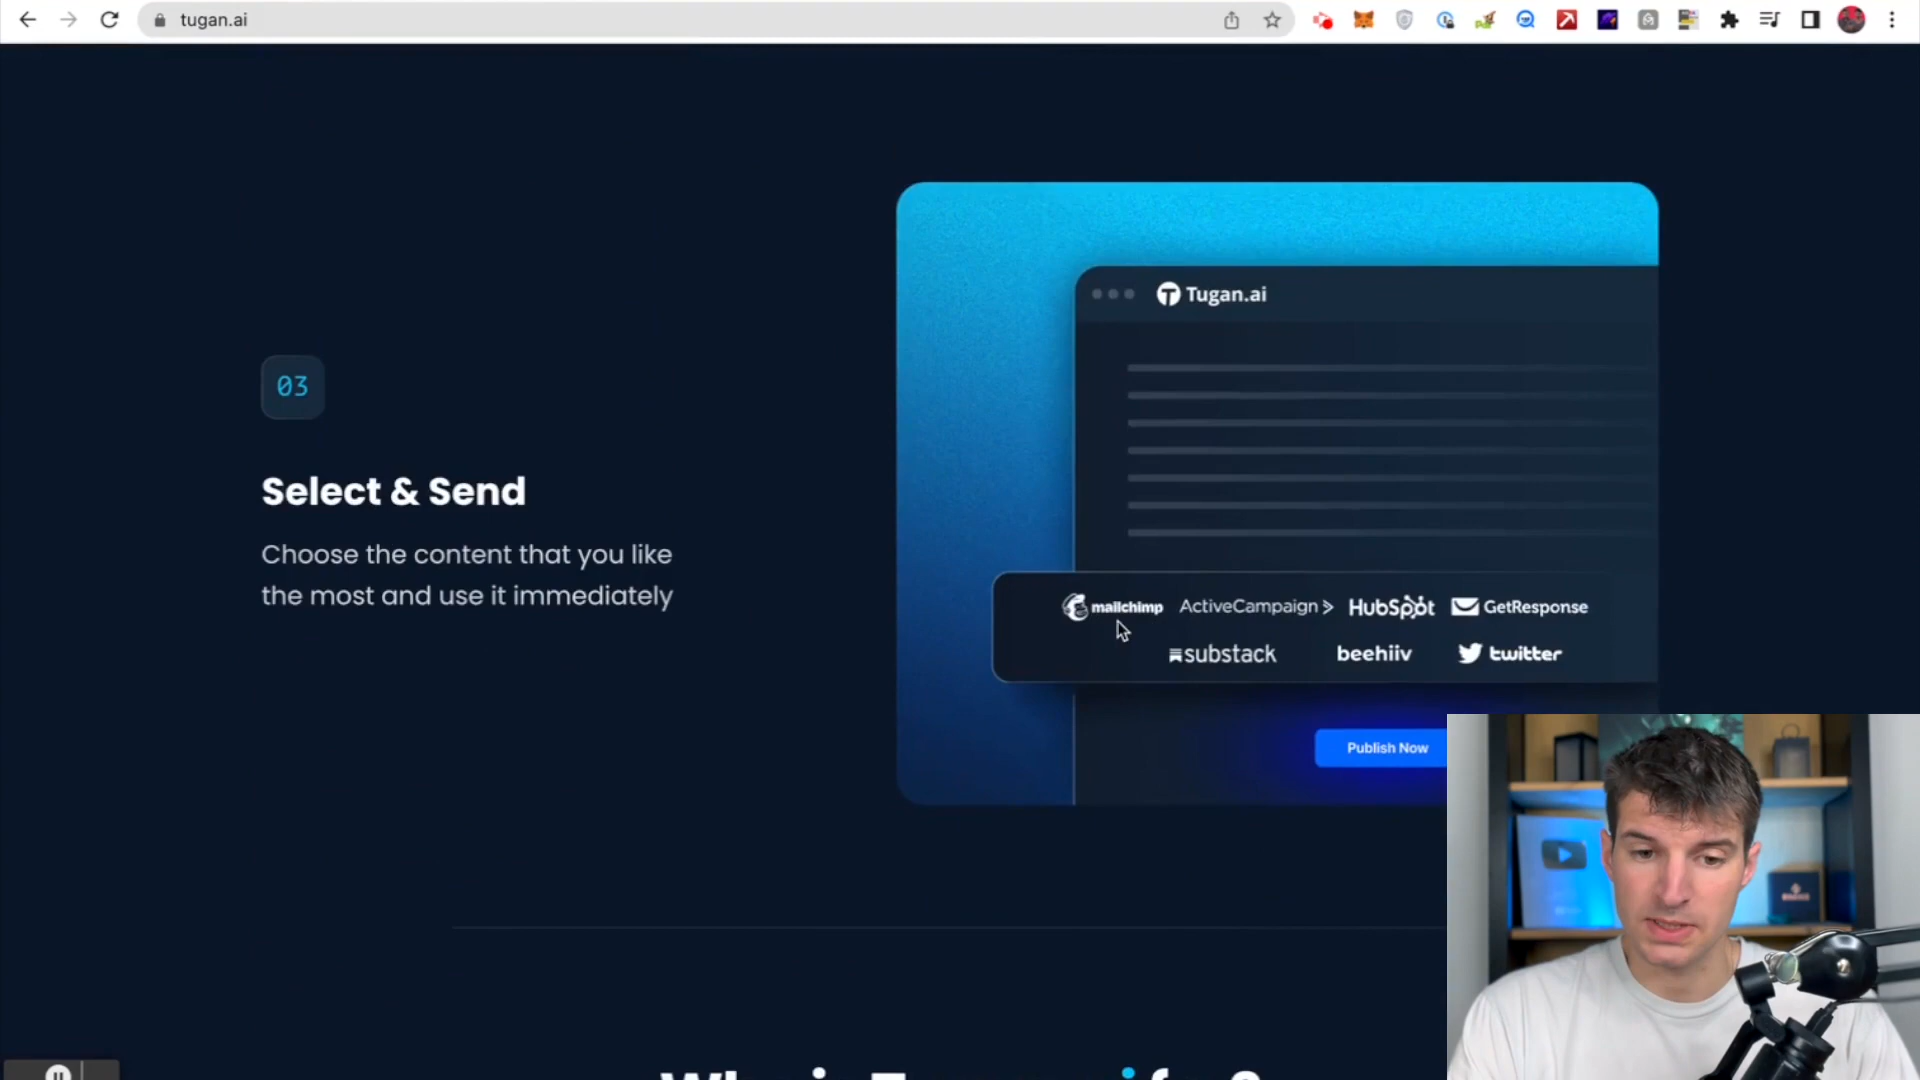 tugan.ai
Tugan.ai
03
Select & Send
Choose the content that you like
the most and use it immediately
mailchimp ActiveCampaign > HubSpot GetResponse
substack beehiiv twitter
Publish Now